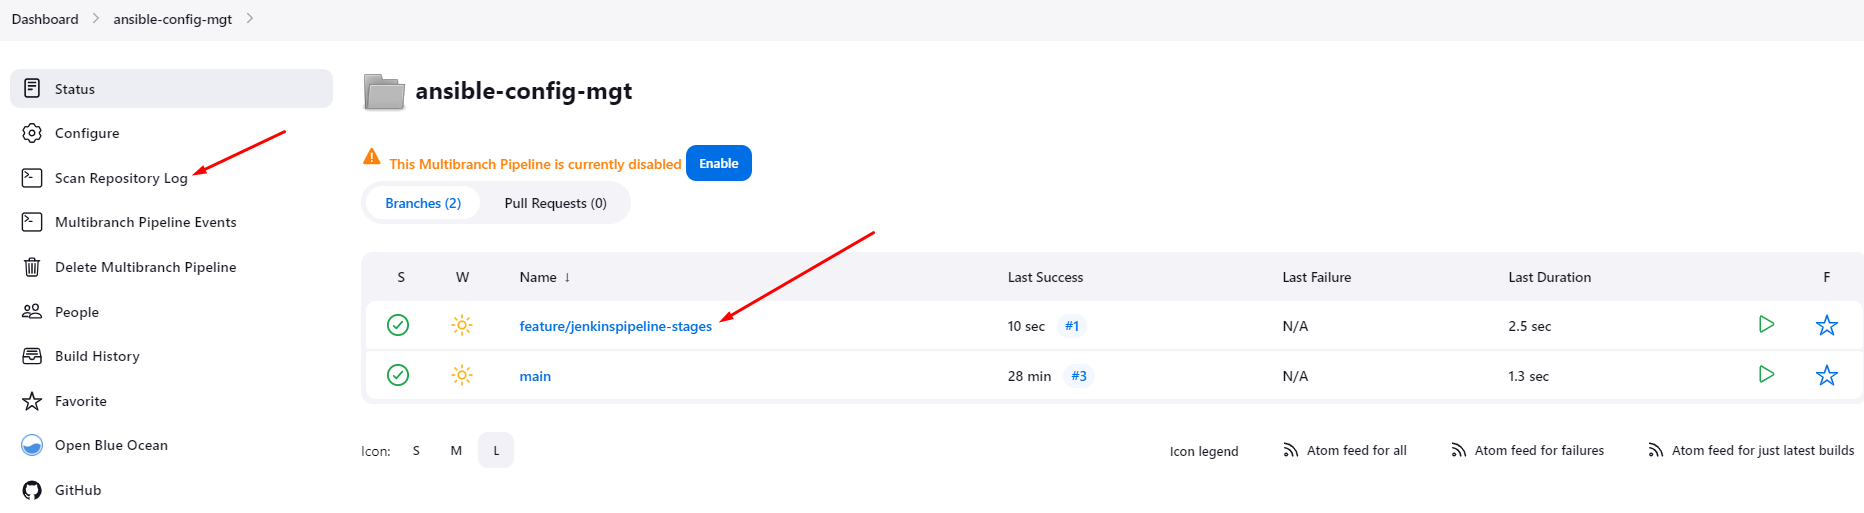 Dashboard > ansible-config-mgt >
Status
Configure
Scan Repository Log
Multibranch Pipeline Events
Delete Multibranch Pipeline
People
Build History
Favorite
Open Blue Ocean
GitHub
ansible-config-mgt
This Multibranch Pipeline is currently disabled Enable
Branches (2) Pull Requests (0)
S W Name ↓ Last Success Last Failure Last Duration F
feature/jenkinspipeline-stages 10 sec #1 N/A 2.5 sec
main 28 min #3 N/A 1.3 sec
Icon: S M L Icon legend Atom feed for all Atom feed for failures Atom feed for just latest builds